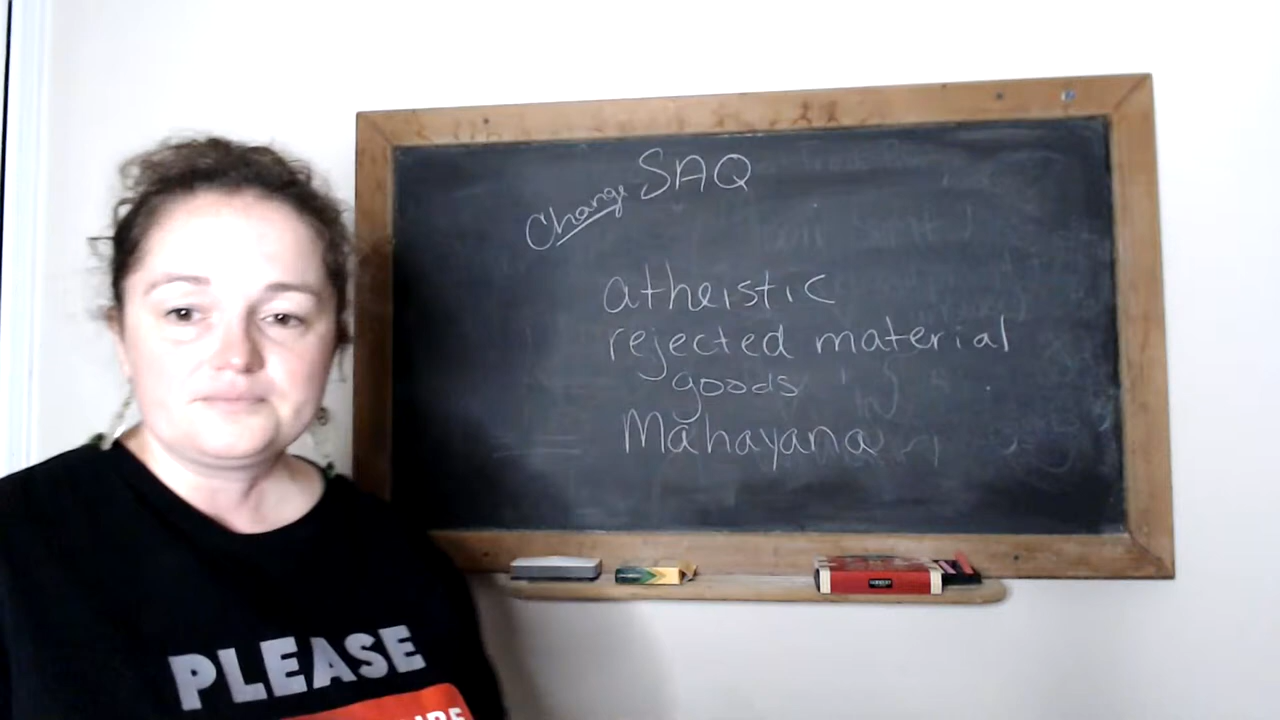 SAQ
Change
atheistic
rejected material
goods
Mahayana
PLEASE